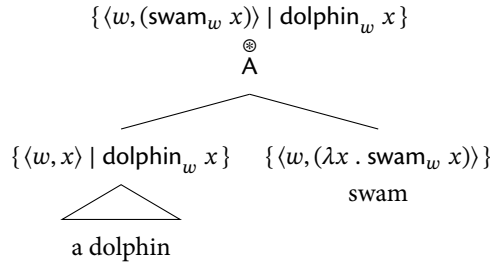 {⟨w, (swam_w x)⟩ | dolphin_w x}
⊛
A
{⟨w, x⟩ | dolphin_w x} {⟨w, (λx . swam_w x)⟩}
swam
a dolphin